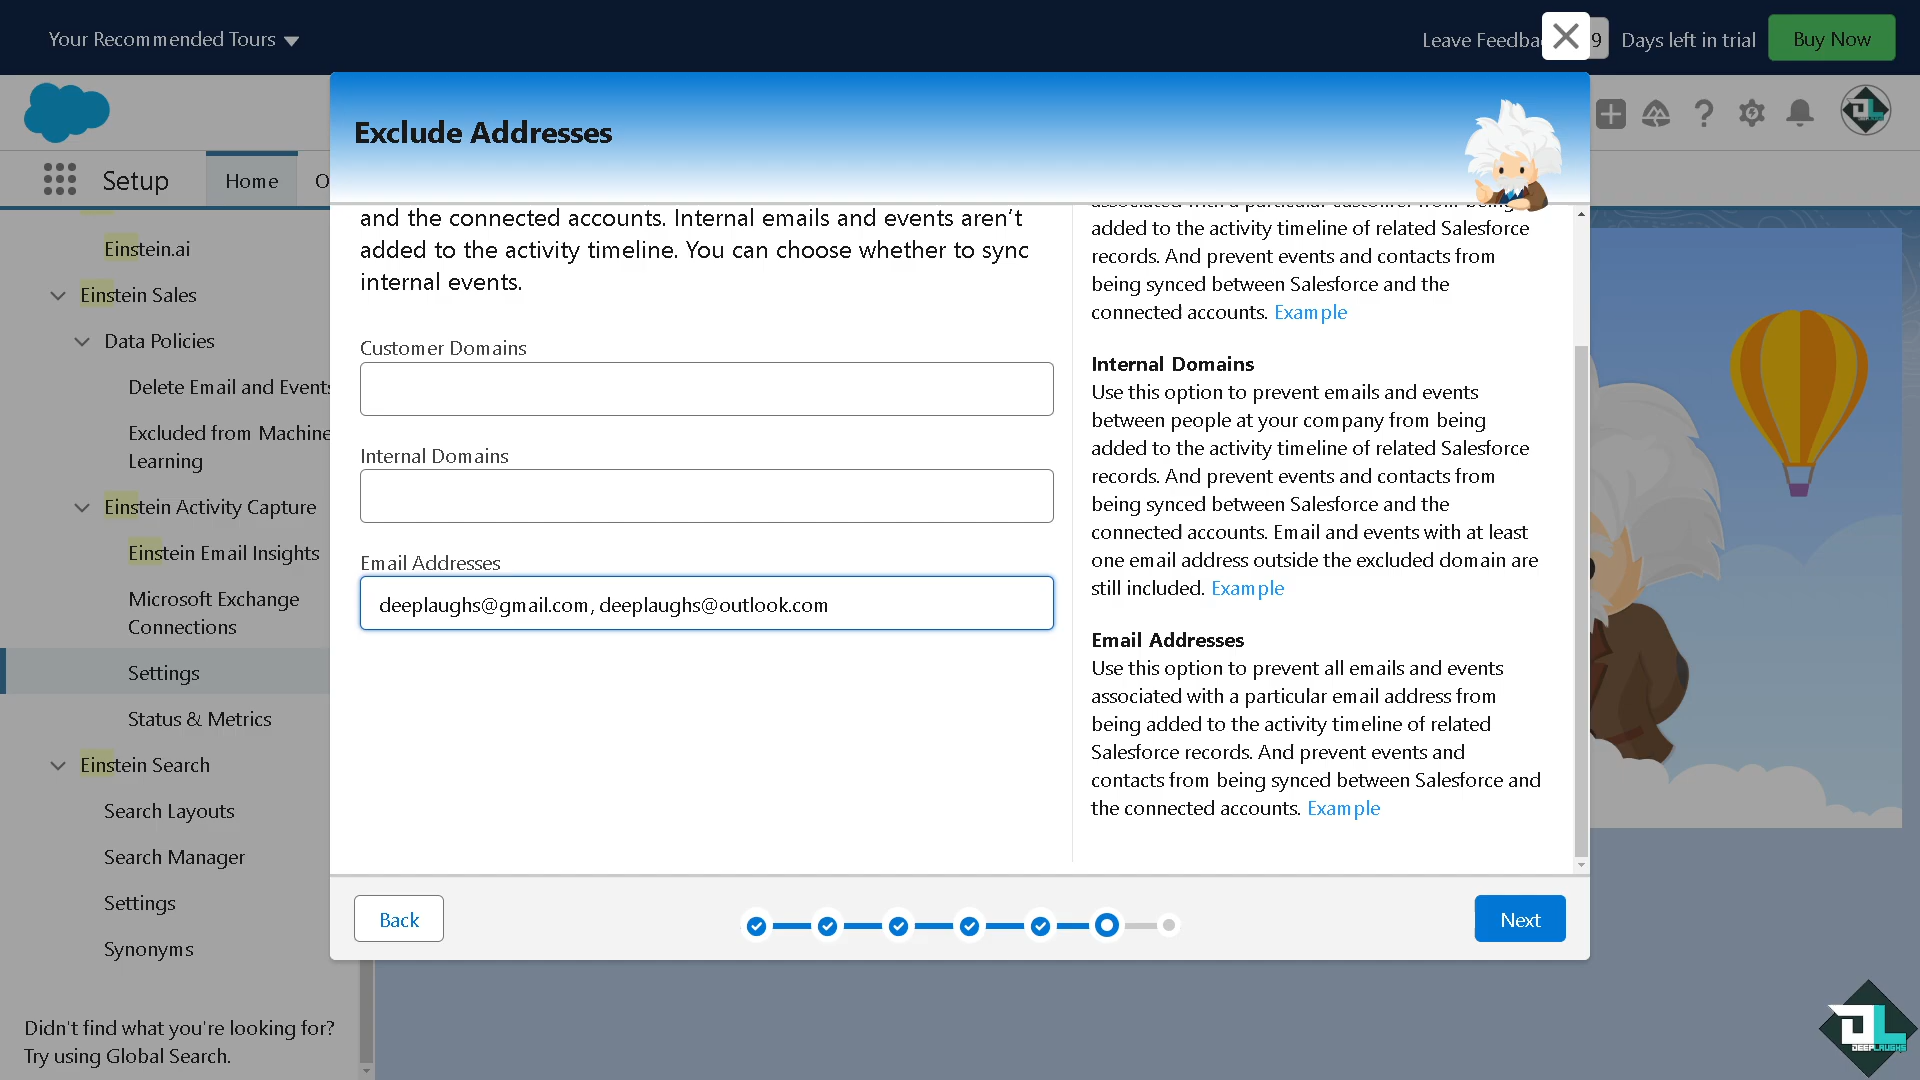 Your Recommended Tours
Leave Feedba
9
Days left in trial
Buy Now
Setup
Home
O
Einstein.ai
Einstein Sales
Data Policies
Delete Email and Events
Excluded from Machine
Learning
Einstein Activity Capture
Einstein Email Insights
Microsoft Exchange
Connections
Settings
Status & Metrics
Einstein Search
Search Layouts
Search Manager
Settings
Synonyms
Didn't find what you're looking for?
Try using Global Search.
Exclude Addresses
and the connected accounts. Internal emails and events aren't
added to the activity timeline. You can choose whether to sync
internal events.
Customer Domains
Internal Domains
Email Addresses
deeplaughs@gmail.com, deeplaughs@outlook.com
associated with a particular customer from being
added to the activity timeline of related Salesforce
records. And prevent events and contacts from
being synced between Salesforce and the
connected accounts. Example
Internal Domains
Use this option to prevent emails and events
between people at your company from being
added to the activity timeline of related Salesforce
records. And prevent events and contacts from
being synced between Salesforce and the
connected accounts. Email and events with at least
one email address outside the excluded domain are
still included. Example
Email Addresses
Use this option to prevent all emails and events
associated with a particular email address from
being added to the activity timeline of related
Salesforce records. And prevent events and
contacts from being synced between Salesforce and
the connected accounts. Example
Back
Next
DL
DEEPLAUGHS